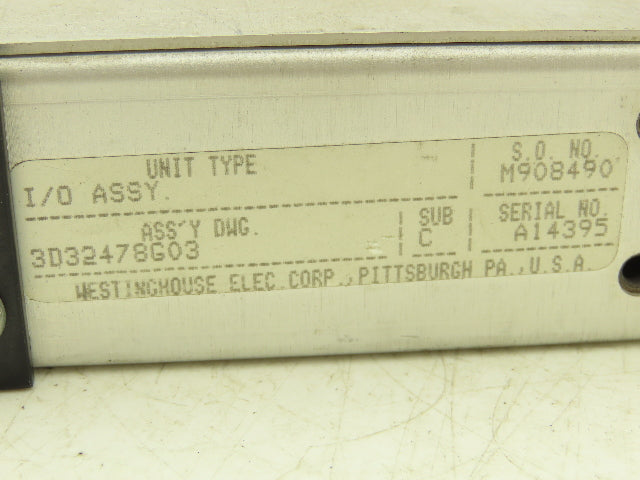 UNIT TYPE
I/O ASSY.
S.O. NO.
M908490
ASS'Y DWG.
3D32478G03
SUB
C
SERIAL NO.
A14395
WESTINGHOUSE ELEC.CORP.,PITTSBURGH PA.,U.S.A